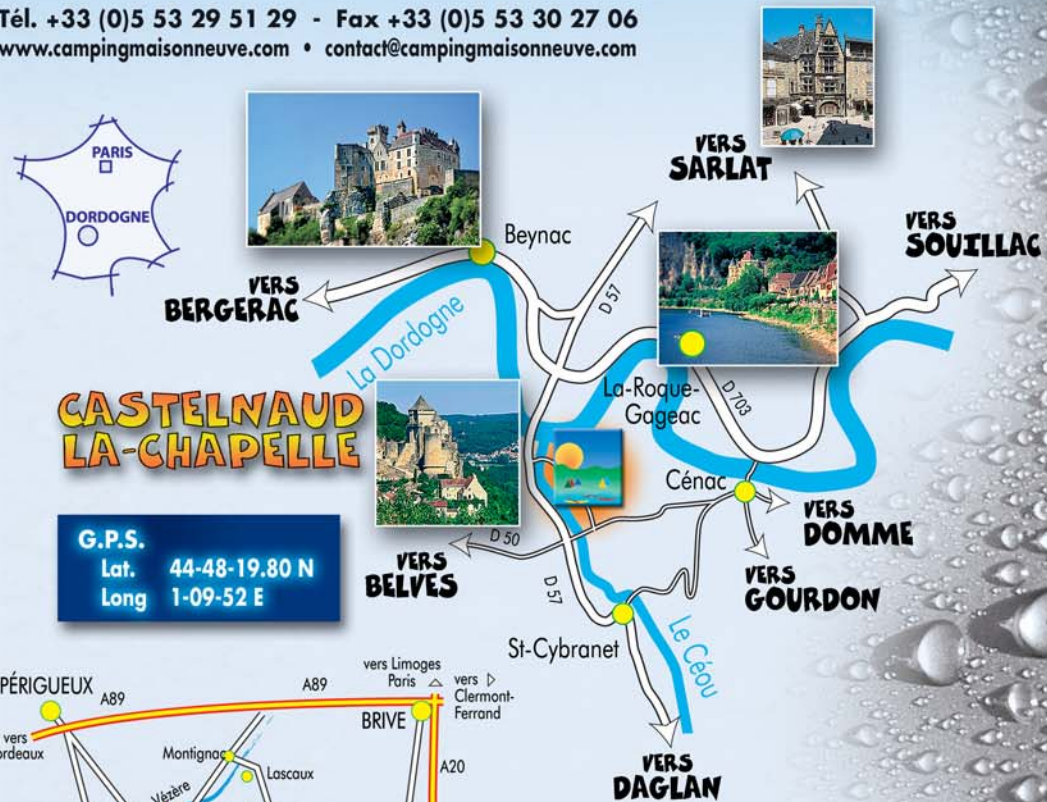 Tél. +33 (0)5 53 29 51 29 - Fax +33 (0)5 53 30 27 06
www.campingmaisonneuve.com • contact@campingmaisonneuve.com
PARIS
DORDOGNE
VERS
SARLAT
VERS
SOUILLAC
Beynac
VERS
BERGERAC
D 57
La Dordogne
La-Roque-
Gageac
D 703
CASTELNAUD
LA-CHAPELLE
Cénac
VERS
DOMME
D 50
VERS
BELVES
VERS
GOURDON
G.P.S.
Lat. 44-48-19.80 N
Long 1-09-52 E
D 57
St-Cybranet
Le Céou
VERS
DAGLAN
PÉRIGUEUX
A89
A89
vers Limoges
Paris
vers
Clermont-
Ferrand
BRIVE
vers
Montignac
Lascaux
A20
Vézère